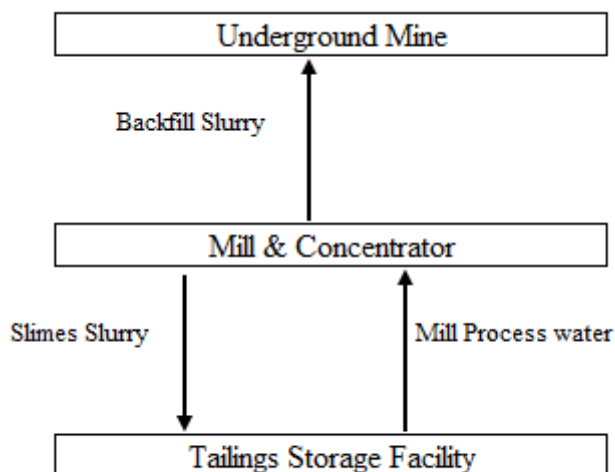 Underground Mine
Backfill Slurry
Mill & Concentrator
Slimes Slurry
Mill Process water
Tailings Storage Facility